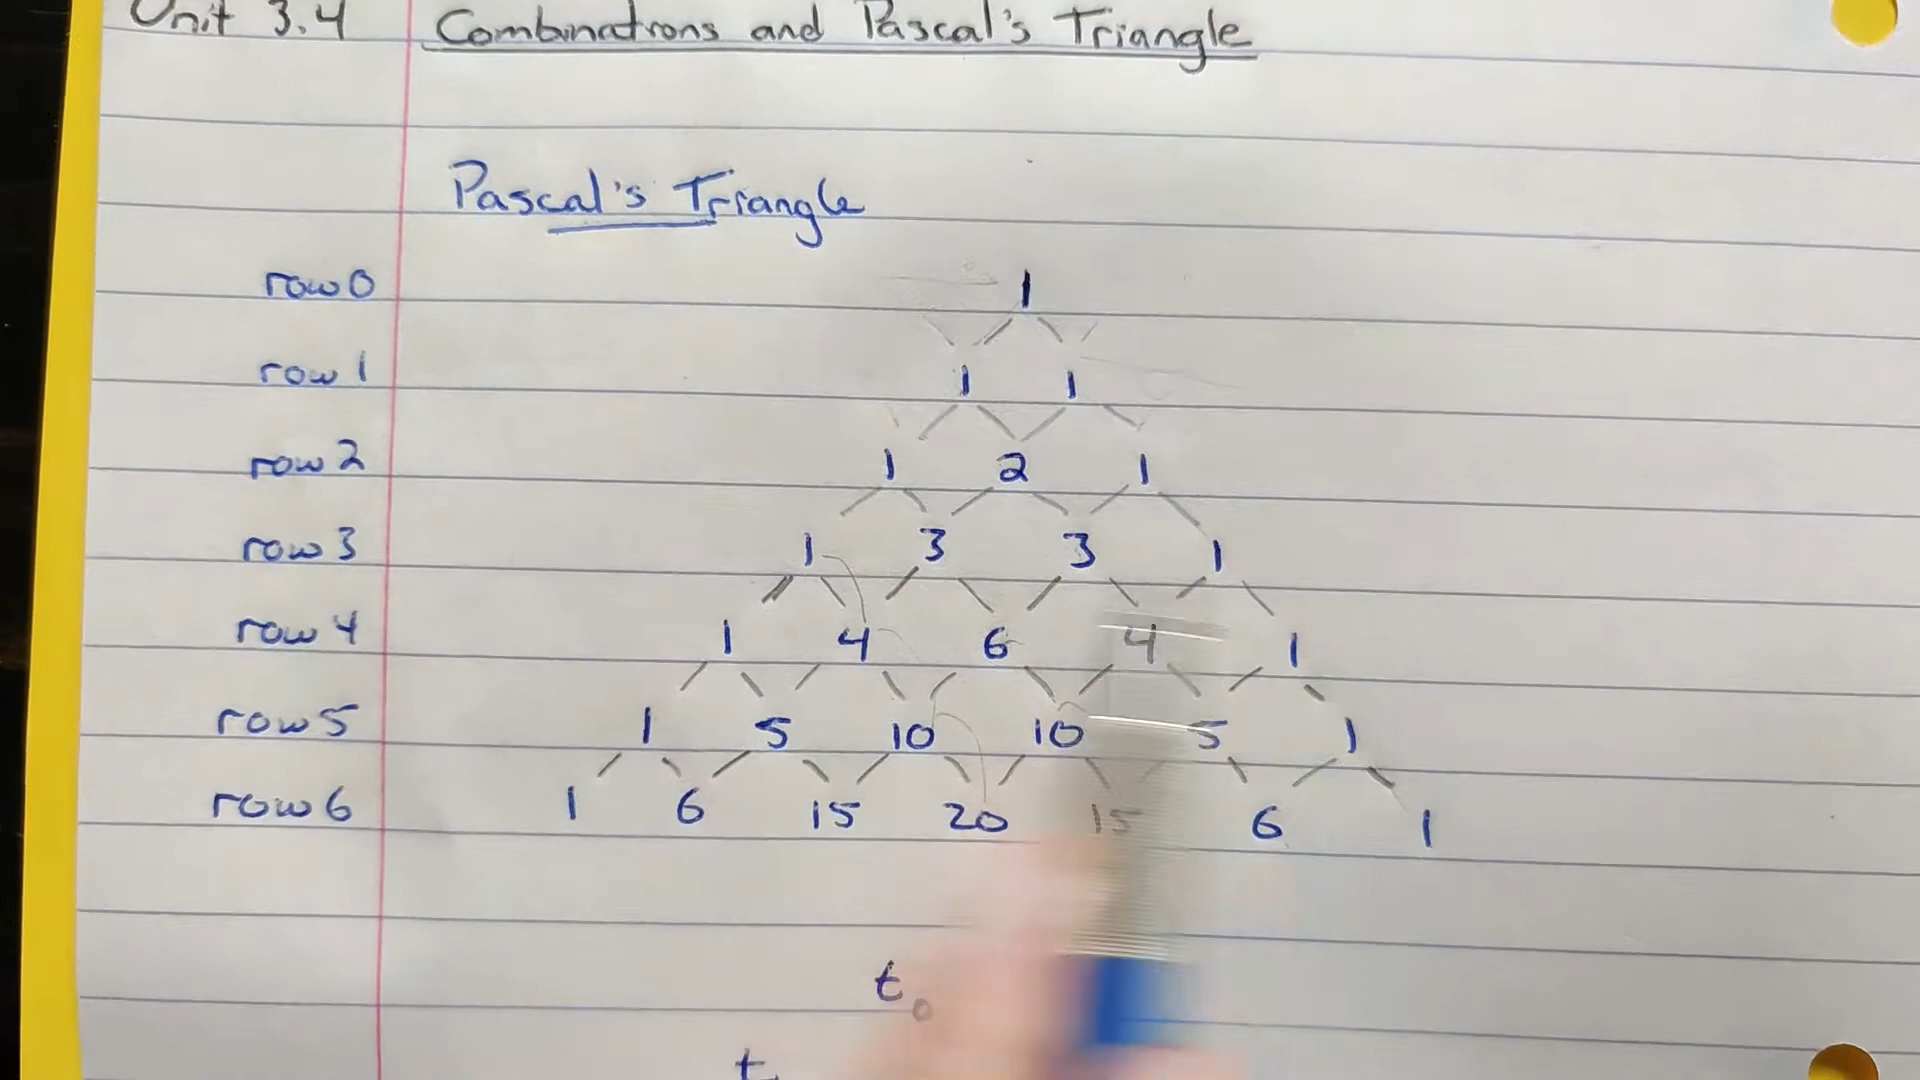 Unit 3.4 Combinations and Pascal's Triangle
Pascal's Triangle
row 0 1
row 1 1 1
row 2 1 2 1
row 3 1 3 3 1
row 4 1 4 6 4 1
row 5 1 5 10 10 5 1
row 6 1 6 15 20 15 6 1
t₀
t